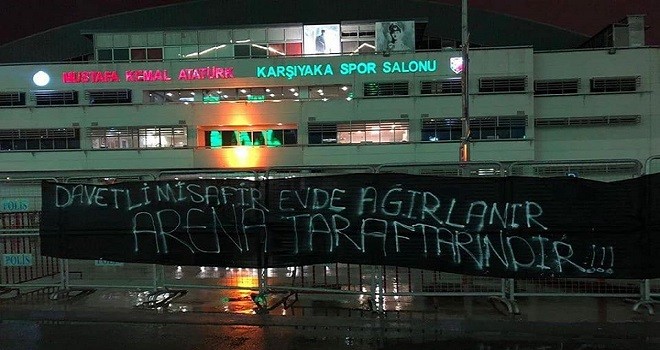 MUSTAFA KEMAL ATATÜRK KARŞIYAKA SPOR SALONU
DAVETLİ MİSAFİR EVDE AĞIRLANIR
ARENA TARAFTARINDIR!!!
POLİS
POLİS